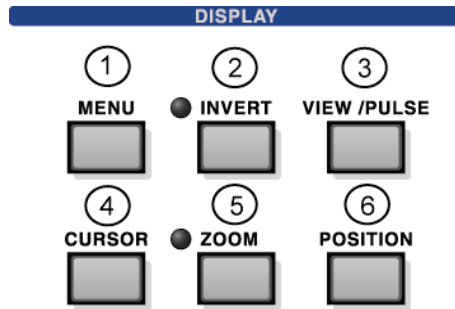 DISPLAY
1 2 3
MENU INVERT VIEW /PULSE
4 5 6
CURSOR ZOOM POSITION